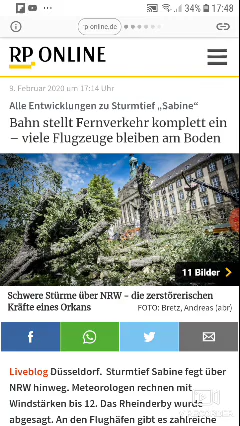 34% 17:48
rp-online.de
RP ONLINE
9. Februar 2020 um 17:14 Uhr
Alle Entwicklungen zu Sturmtief „Sabine“
Bahn stellt Fernverkehr komplett ein
– viele Flugzeuge bleiben am Boden
11 Bilder
Schwere Stürme über NRW - die zerstörerischen
Kräfte eines Orkans
FOTO: Bretz, Andreas (abr)
Liveblog Düsseldorf. Sturmtief Sabine fegt über
NRW hinweg. Meteorologen rechnen mit
Windstärken bis 12. Das Rheinderby wurde
abgesagt. An den Flughäfen gibt es zahlreiche